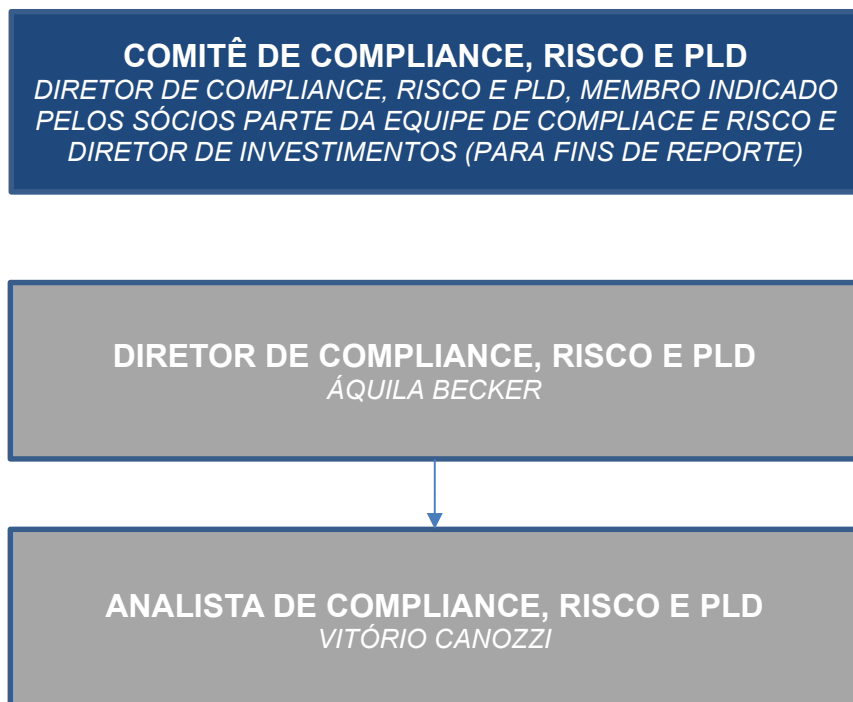 COMITÊ DE COMPLIANCE, RISCO E PLD
DIRETOR DE COMPLIANCE, RISCO E PLD, MEMBRO INDICADO
PELOS SÓCIOS PARTE DA EQUIPE DE COMPLIACE E RISCO E
DIRETOR DE INVESTIMENTOS (PARA FINS DE REPORTE)
DIRETOR DE COMPLIANCE, RISCO E PLD
ÁQUILA BECKER
ANALISTA DE COMPLIANCE, RISCO E PLD
VITÓRIO CANOZZI